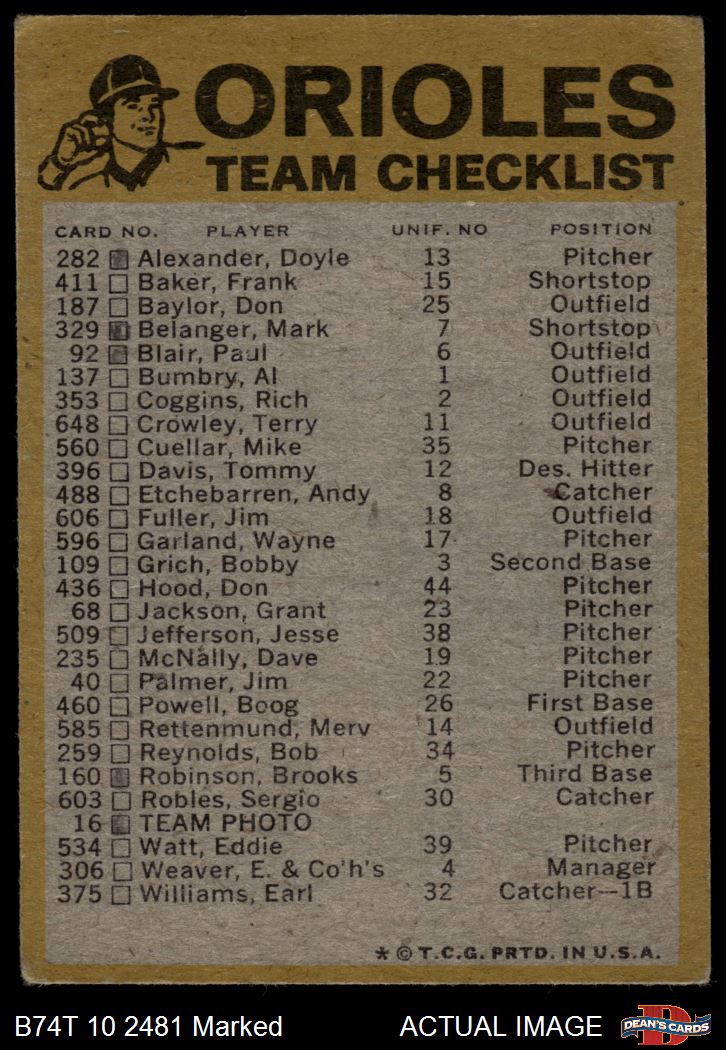 ORIOLES
TEAM CHECKLIST
CARD NO. PLAYER UNIF. NO POSITION
282 Alexander, Doyle 13 Pitcher
411 Baker, Frank 15 Shortstop
187 Baylor, Don 25 Outfield
329 Belanger, Mark 7 Shortstop
92 Blair, Paul 6 Outfield
137 Bumbry, Al 1 Outfield
353 Coggins, Rich 2 Outfield
648 Crowley, Terry 11 Outfield
560 Cuellar, Mike 35 Pitcher
396 Davis, Tommy 12 Des. Hitter
488 Etchebarren, Andy 8 Catcher
606 Fuller, Jim 18 Outfield
596 Garland, Wayne 17 Pitcher
109 Grich, Bobby 3 Second Base
436 Hood, Don 44 Pitcher
68 Jackson, Grant 23 Pitcher
509 Jefferson, Jesse 38 Pitcher
235 McNally, Dave 19 Pitcher
40 Palmer, Jim 22 Pitcher
460 Powell, Boog 26 First Base
585 Rettenmund, Merv 14 Outfield
259 Reynolds, Bob 34 Pitcher
160 Robinson, Brooks 5 Third Base
603 Robles, Sergio 30 Catcher
16 TEAM PHOTO
534 Watt, Eddie 39 Pitcher
306 Weaver, E. & Co'h's 4 Manager
375 Williams, Earl 32 Catcher—1B
* © T.C.G. PRTD. IN U.S.A.
B74T 10 2481 Marked ACTUAL IMAGE DEAN'S CARDS